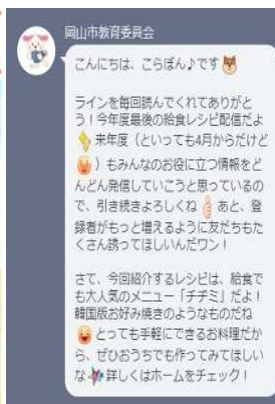 岡山市教育委員会
こんにちは、こらぼん♪です
ラインを毎回読んでくれてありがと
う！今年度最後の給食レシピ配信だよ
来年度（といっても4月からだけど
）もみんなのお役に立つ情報をど
んどん発信していこうと思っているの
で、引き続きよろしくね あと、登
録者がもっと増えるように友だちもた
くさん誘ってほしいんだワン！
さて、今回紹介するレシピは、給食で
も大人気のメニュー「チヂミ」だよ！
韓国版お好み焼きのようなものだね
とっても手軽にできるお料理だか
ら、ぜひおうちでも作ってみてほしい
な 詳しくはホームをチェック！